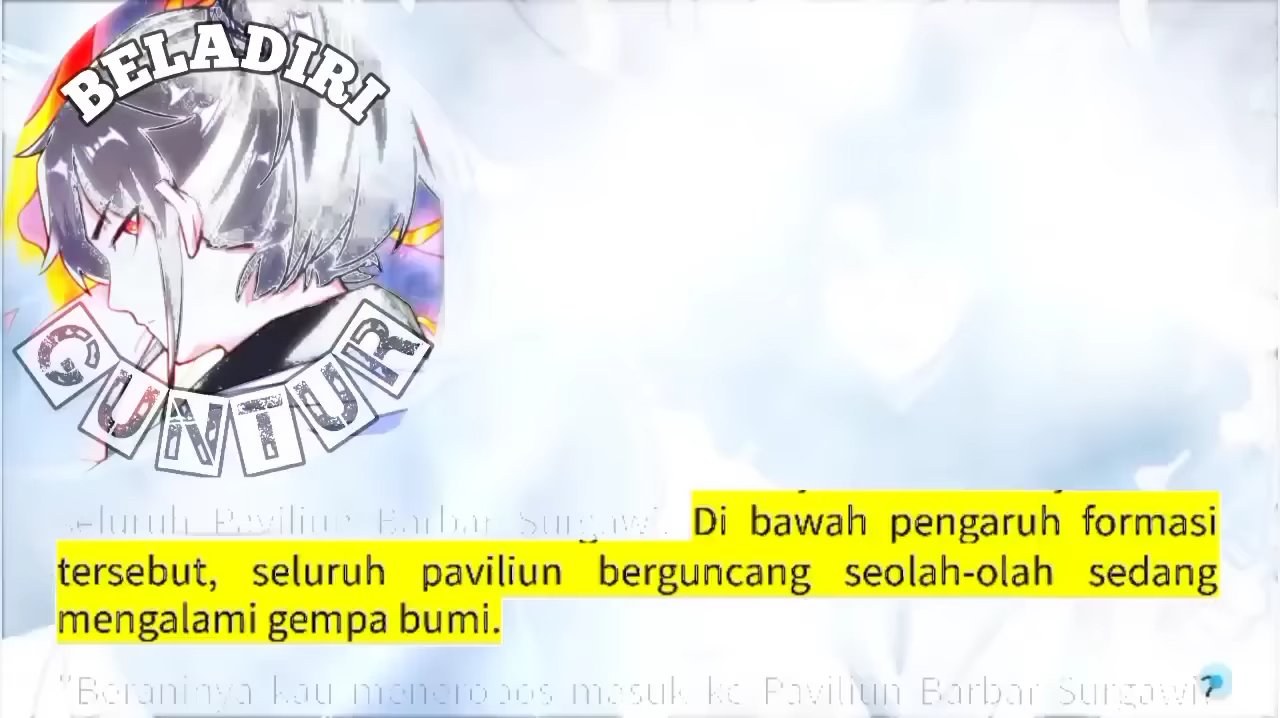 BELADIRI
GUNTUR
seluruh Paviliun Barbar Surgawi. Di bawah pengaruh formasi
tersebut, seluruh paviliun berguncang seolah-olah sedang
mengalami gempa bumi.
"Beraninya kau menerobos masuk ke Paviliun Barbar Surgawi?